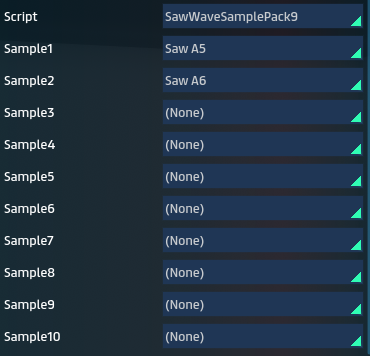 Script SawWaveSamplePack9
Sample1 Saw A5
Sample2 Saw A6
Sample3 (None)
Sample4 (None)
Sample5 (None)
Sample6 (None)
Sample7 (None)
Sample8 (None)
Sample9 (None)
Sample10 (None)